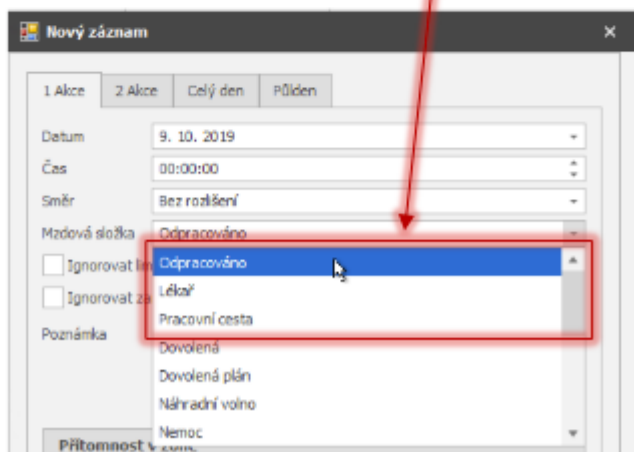 Nový záznam
1 Akce 2 Akce Celý den Půlden
Datum 9. 10. 2019
Čas 00:00:00
Směr Bez rozlišení
Mzdová složka Odpracováno
Ignorovat Odpracováno
Lékař
Ignorovat
Pracovní cesta
Poznámka
Dovolená
Dovolená plán
Náhradní volno
Nemoc
Přítomnost v